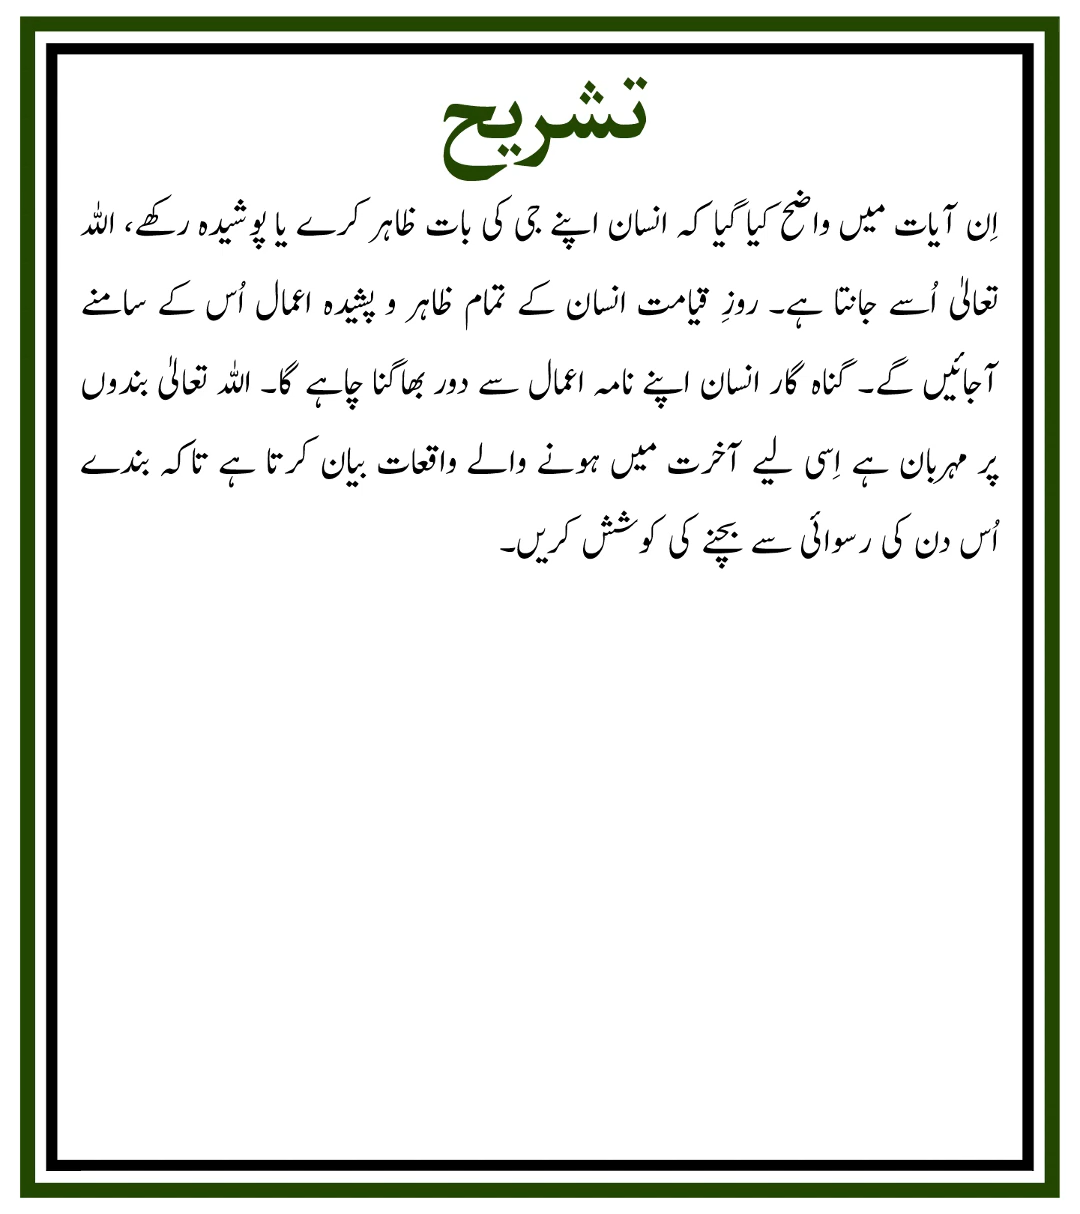 تشریح
اِن آیات میں واضح کیا گیا کہ انسان اپنے جی کی بات ظاہر کرے یا پوشیدہ رکھے، اللہ
تعالیٰ اُسے جانتا ہے۔ روزِ قیامت انسان کے تمام ظاہر و پشیدہ اعمال اُس کے سامنے
آجائیں گے۔ گناہ گار انسان اپنے نامہ اعمال سے دور بھاگنا چاہے گا۔ اللہ تعالیٰ بندوں
پر مہربان ہے اِسی لیے آخرت میں ہونے والے واقعات بیان کرتا ہے تاکہ بندے
اُس دن کی رسوائی سے بچنے کی کوشش کریں۔